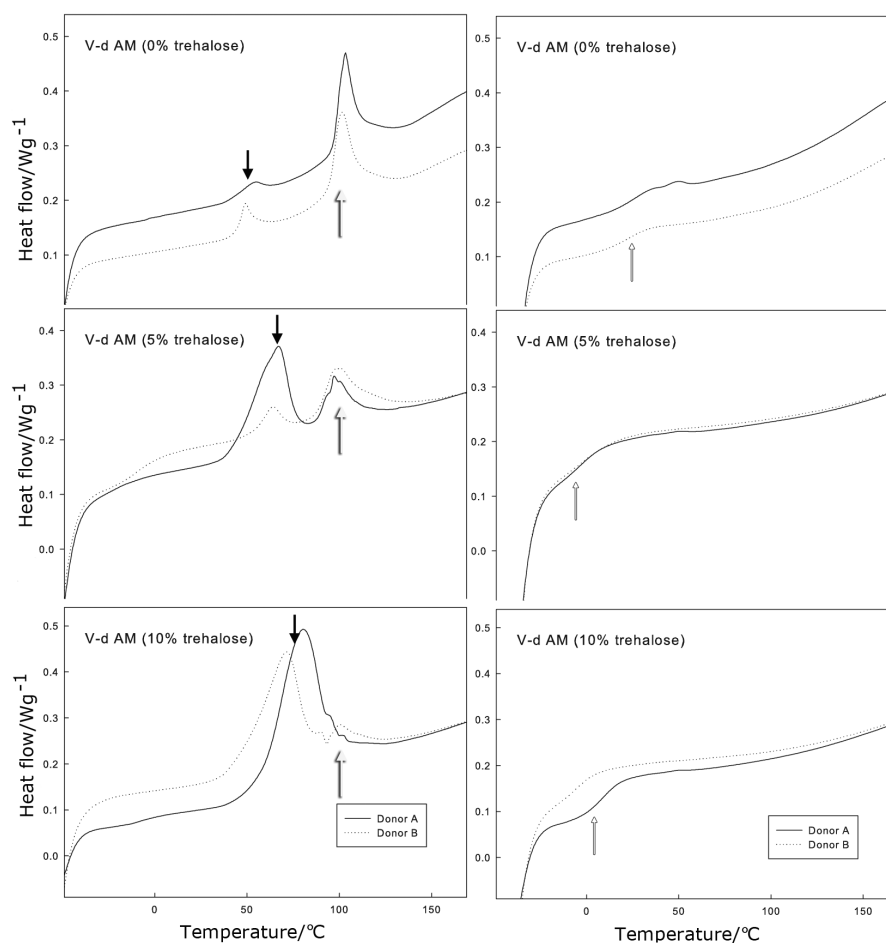 V-d AM (0% trehalose)
0.5
0.4
0.3
0.2
0.1
Heat flow/Wg-1
V-d AM (0% trehalose)
0.5
0.4
0.3
0.2
0.1
V-d AM (5% trehalose)
0.4
0.3
0.2
0.1
0.0
Heat flow/Wg-1
V-d AM (5% trehalose)
0.4
0.3
0.2
0.1
0.0
V-d AM (10% trehalose)
0.5
0.4
0.3
0.2
0.1
0.0
Heat flow/Wg-1
Donor A
Donor B
0 50 100 150
Temperature/°C
V-d AM (10% trehalose)
0.5
0.4
0.3
0.2
0.1
0.0
Donor A
Donor B
0 50 100 150
Temperature/°C